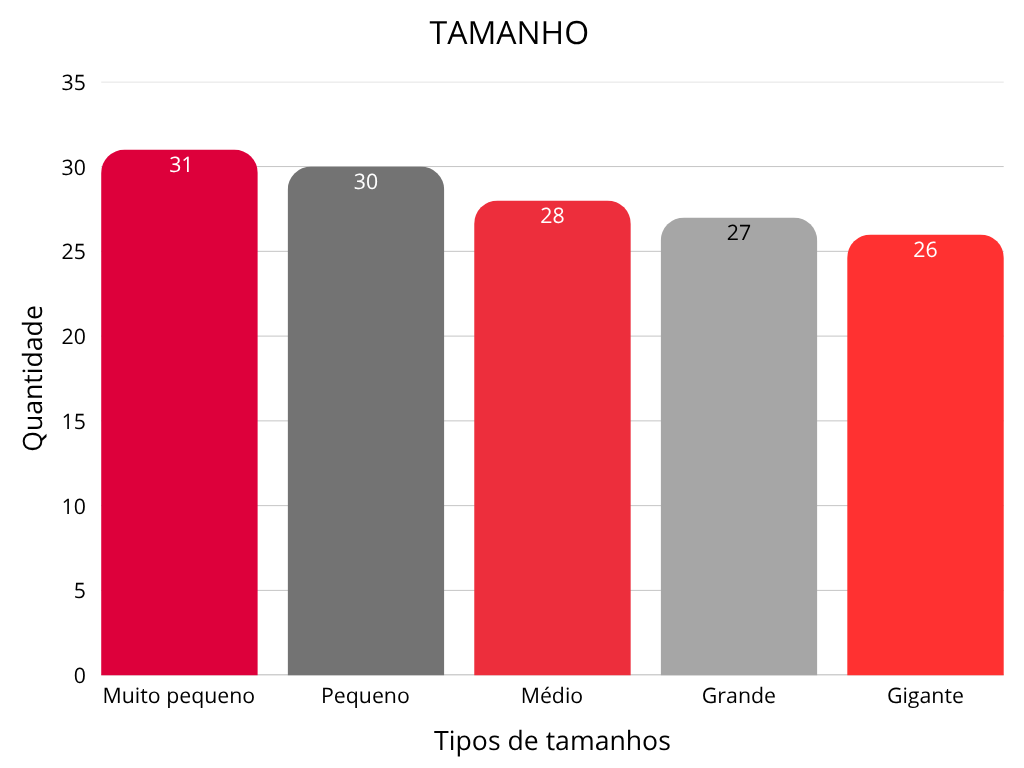 TAMANHO
35
30
25
20
15
10
5
0
Quantidade
31
30
28
27
26
Muito pequeno
Pequeno
Médio
Grande
Gigante
Tipos de tamanhos